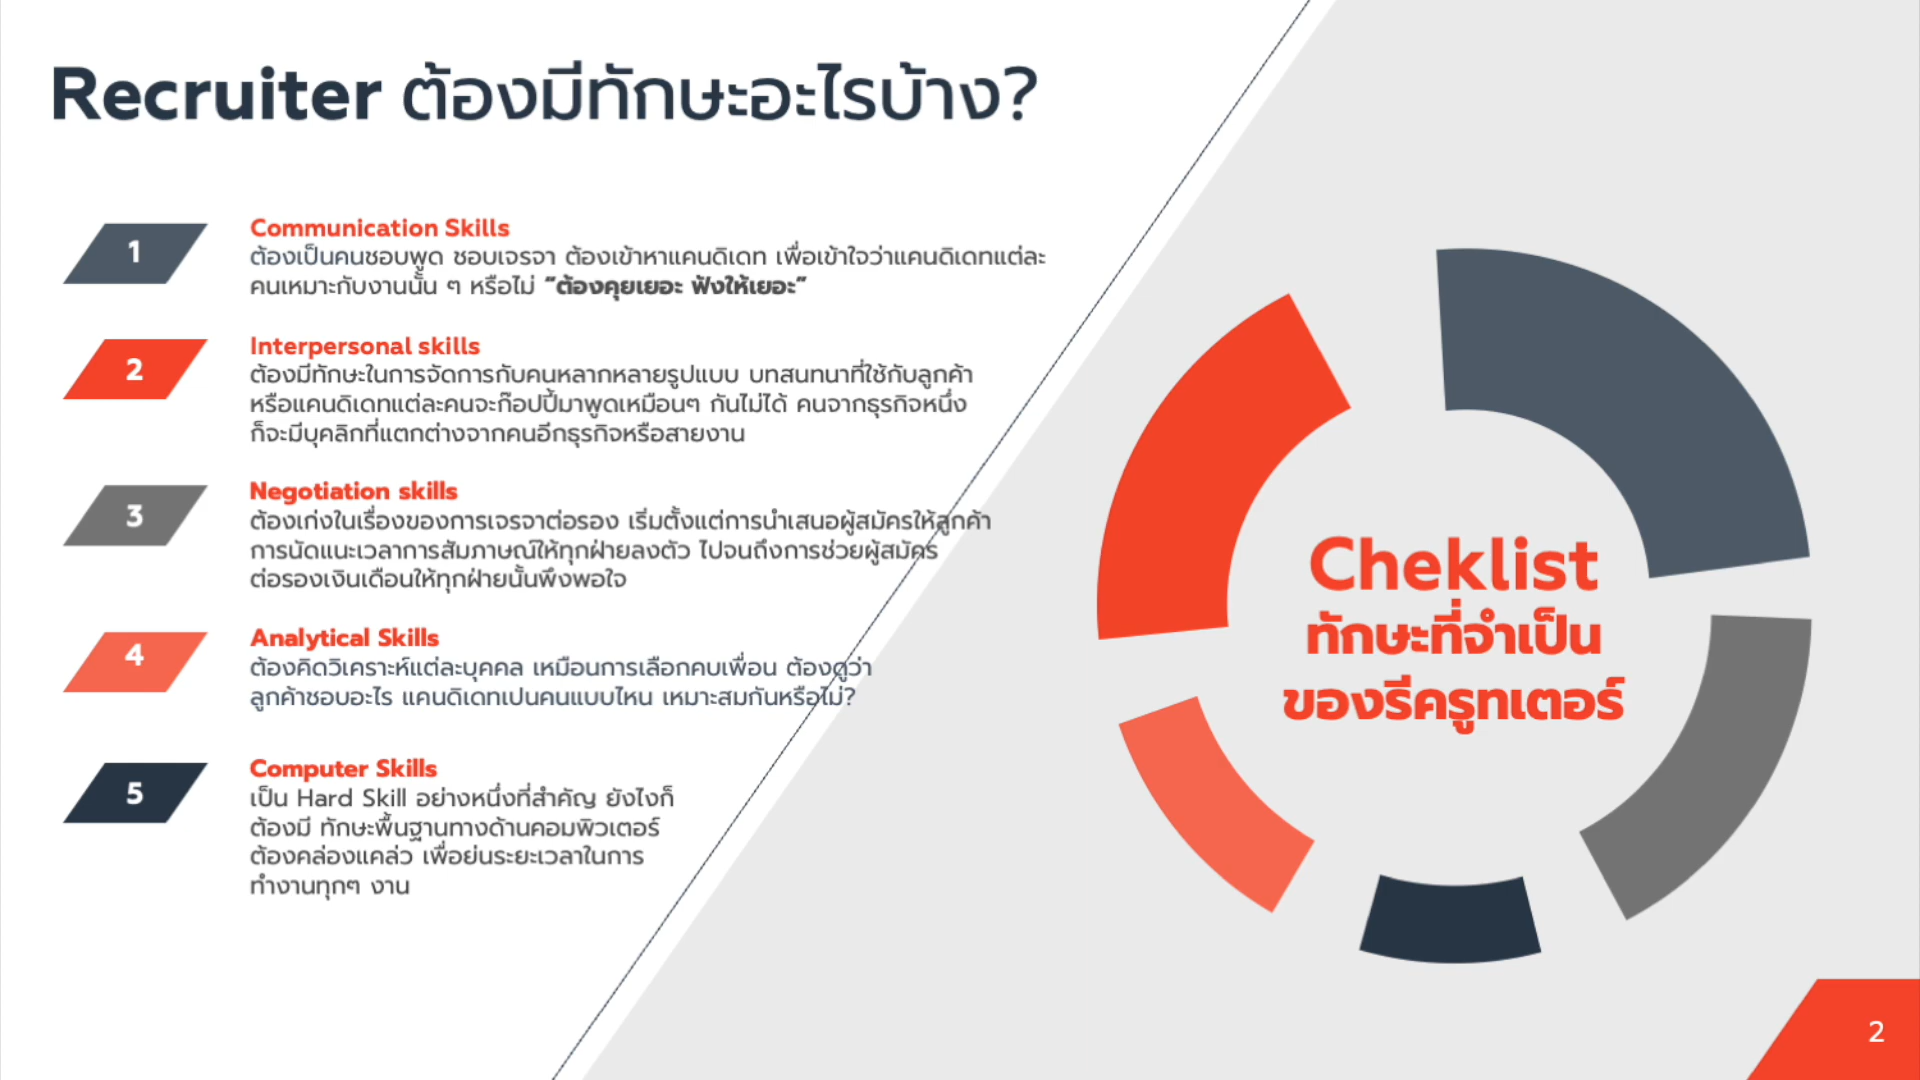 Recruiter ต้องมีทักษะอะไรบ้าง?
1
Communication Skills
ต้องเป็นคนชอบพูด ชอบเจรจา ต้องเข้าหาแคนดิเดท เพื่อเข้าใจว่าแคนดิเดทแต่ละ
คนเหมาะกับงานนั้น ๆ หรือไม่ “ต้องคุยเยอะ ฟังให้เยอะ”
2
Interpersonal skills
ต้องมีทักษะในการจัดการกับคนหลากหลายรูปแบบ บทสนทนาที่ใช้กับลูกค้า
หรือแคนดิเดทแต่ละคนจะก๊อปปี้มาพูดเหมือนๆ กันไม่ได้ คนจากธุรกิจหนึ่ง
ก็จะมีบุคลิกที่แตกต่างจากคนอีกธุรกิจหรือสายงาน
3
Negotiation skills
ต้องเก่งในเรื่องของการเจรจาต่อรอง เริ่มตั้งแต่การนำเสนอผู้สมัครให้ลูกค้า
การนัดแนะเวลาการสัมภาษณ์ให้ทุกฝ่ายลงตัว ไปจนถึงการช่วยผู้สมัคร
ต่อรองเงินเดือนให้ทุกฝ่ายนั้นพึงพอใจ
4
Analytical Skills
ต้องคิดวิเคราะห์แต่ละบุคคล เหมือนการเลือกคบเพื่อน ต้องดูว่า
ลูกค้าชอบอะไร แคนดิเดทเปนคนแบบไหน เหมาะสมกันหรือไม่?
5
Computer Skills
เป็น Hard Skill อย่างหนึ่งที่สำคัญ ยังไงก็
ต้องมี ทักษะพื้นฐานทางด้านคอมพิวเตอร์
ต้องคล่องแคล่ว เพื่อย่นระยะเวลาในการ
ทำงานทุกๆ งาน
Cheklist
ทักษะที่จำเป็น
ของรีครูทเตอร์
2